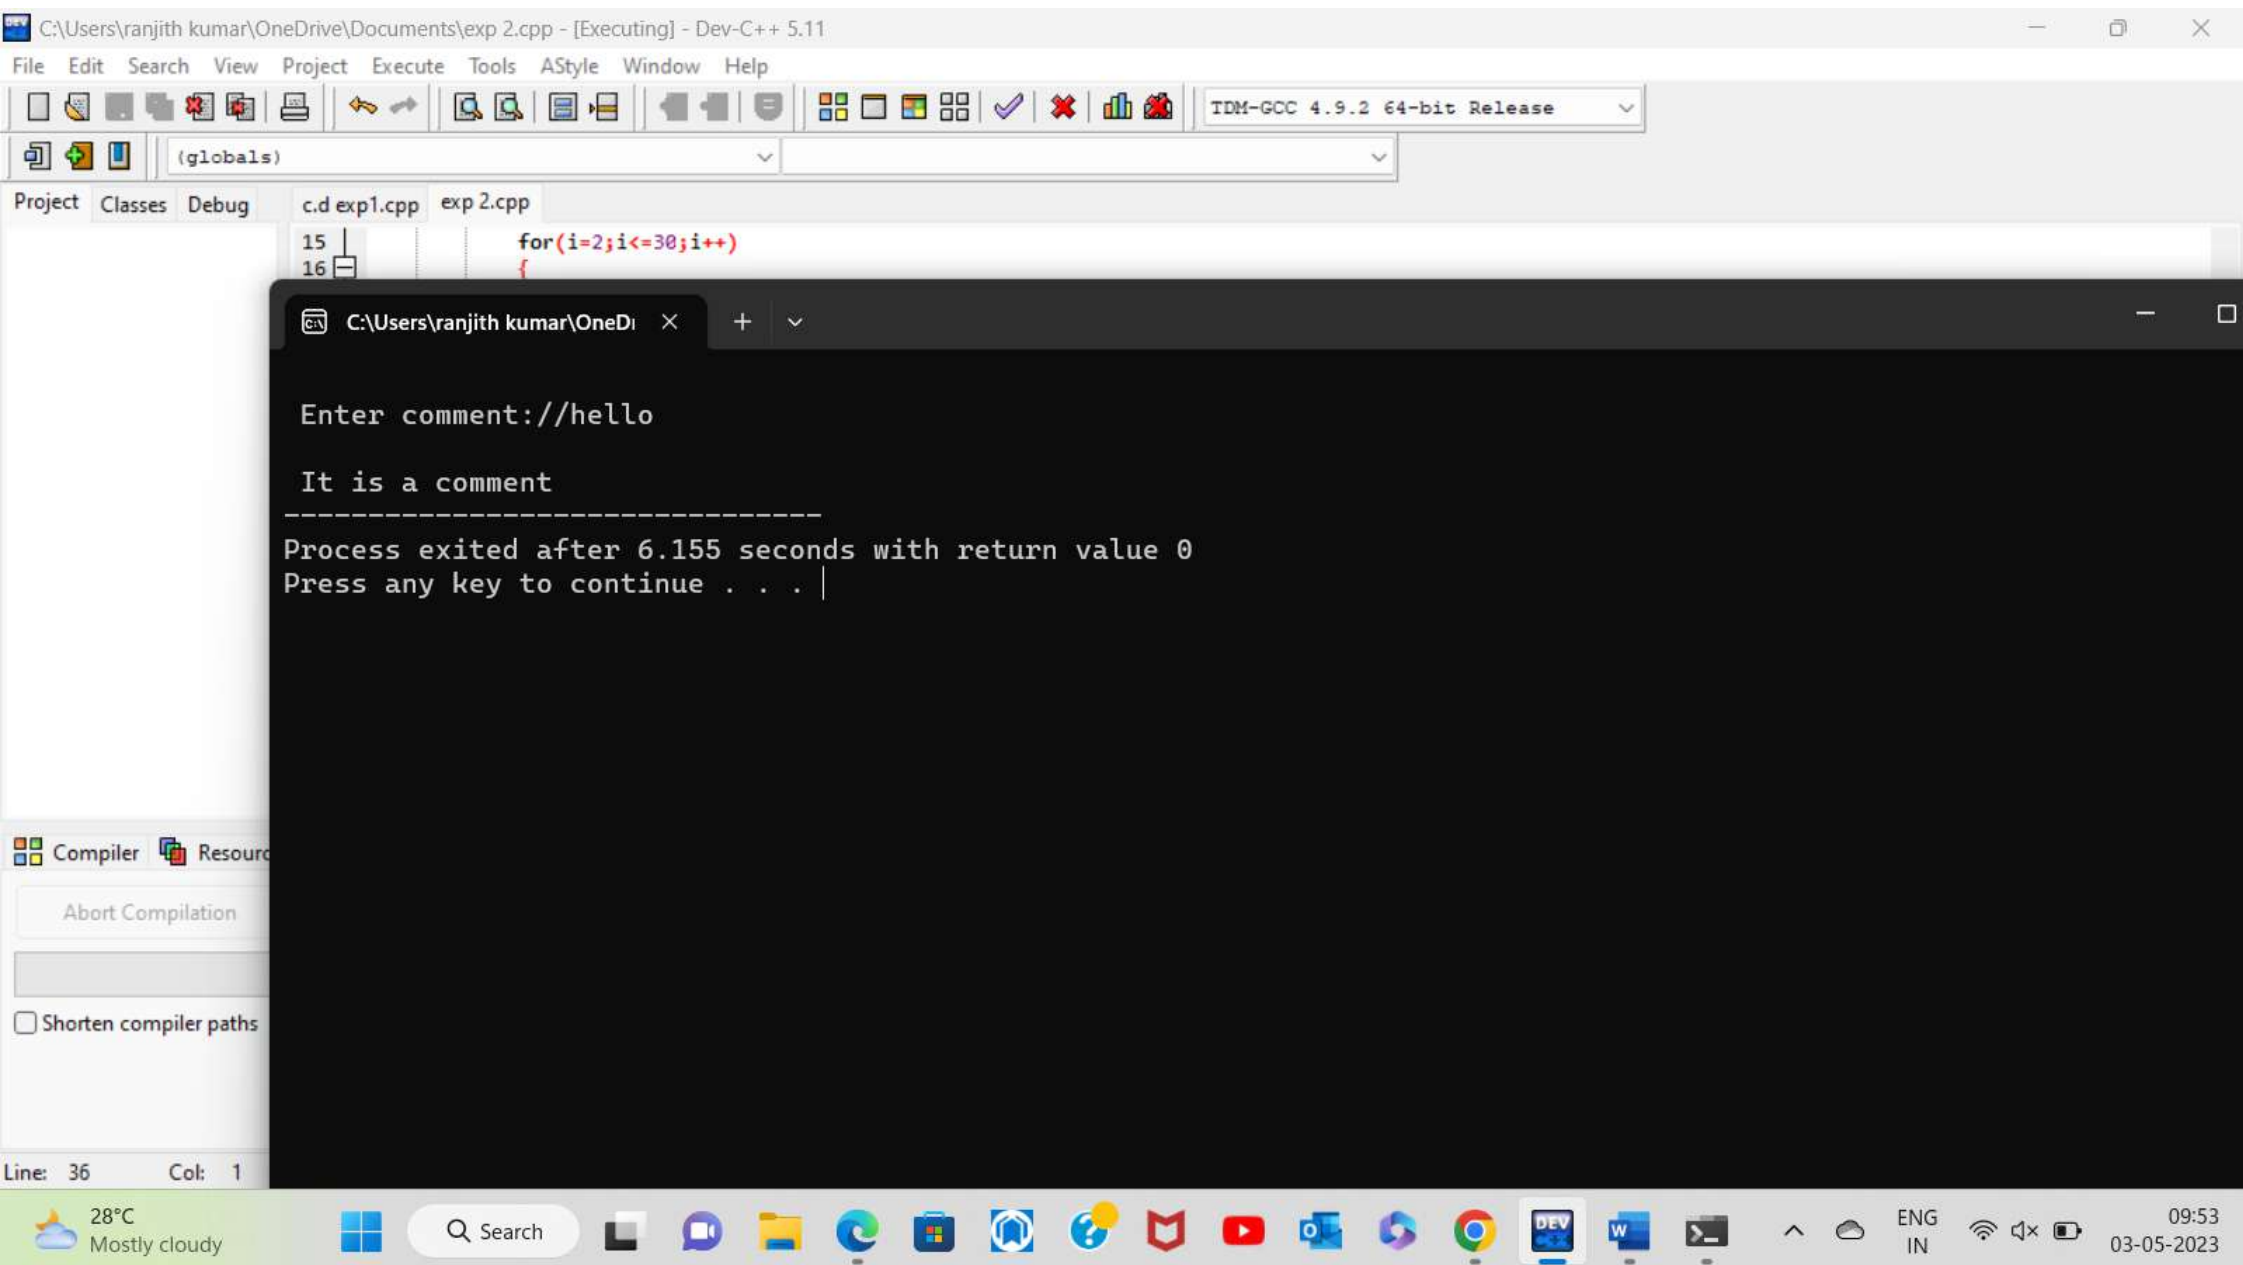 C:\Users\ranjith kumar\OneDrive\Documents\exp 2.cpp - [Executing] - Dev-C++ 5.11
File Edit Search View Project Execute Tools AStyle Window Help
TDM-GCC 4.9.2 64-bit Release
(globals)
Project Classes Debug c.d exp1.cpp exp 2.cpp
15 for(i=2;i<=30;i++)
16 {
C:\Users\ranjith kumar\OneD
Enter comment://hello
It is a comment
--------------------------------
Process exited after 6.155 seconds with return value 0
Press any key to continue . . .
Compiler Resourc
Abort Compilation
Shorten compiler paths
Line: 36 Col: 1
28°C
Mostly cloudy
Search
DEV
C++
ENG
IN
09:53
03-05-2023